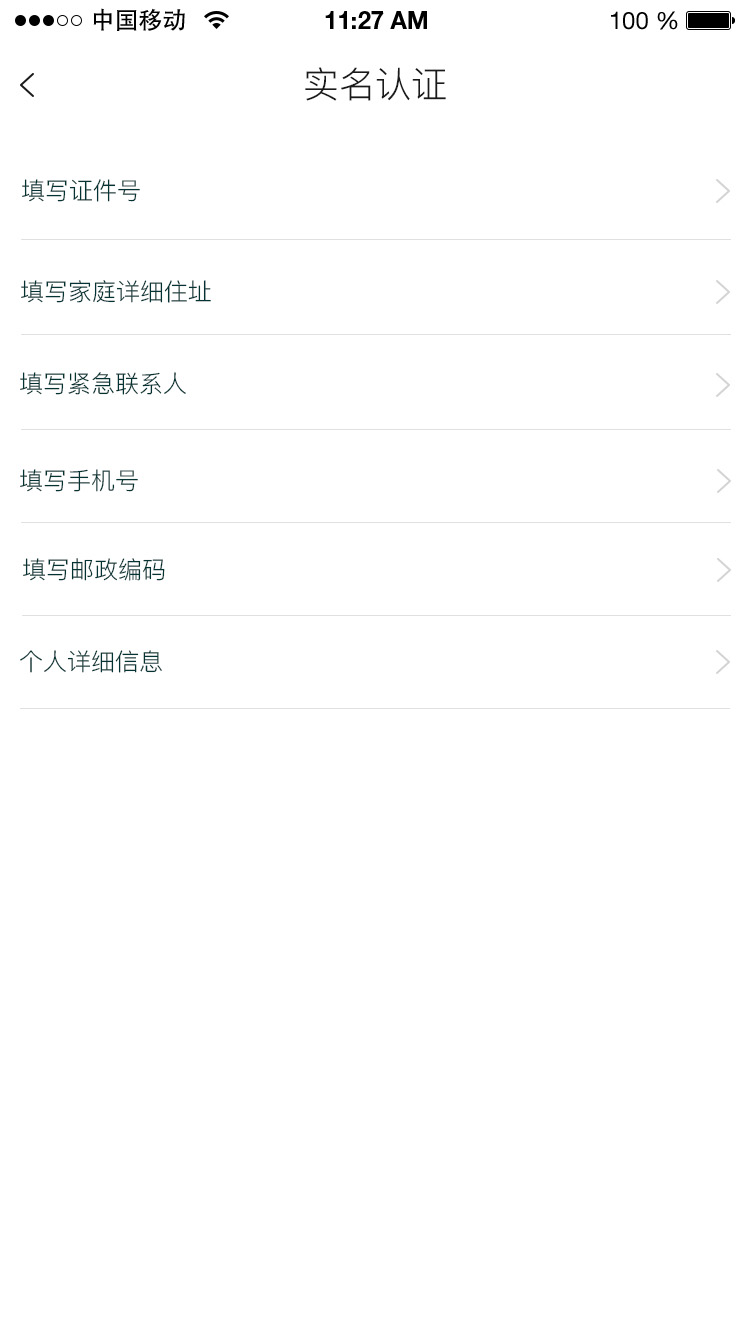 中国移动 11:27 AM 100 %
实名认证
填写证件号
填写家庭详细住址
填写紧急联系人
填写手机号
填写邮政编码
个人详细信息